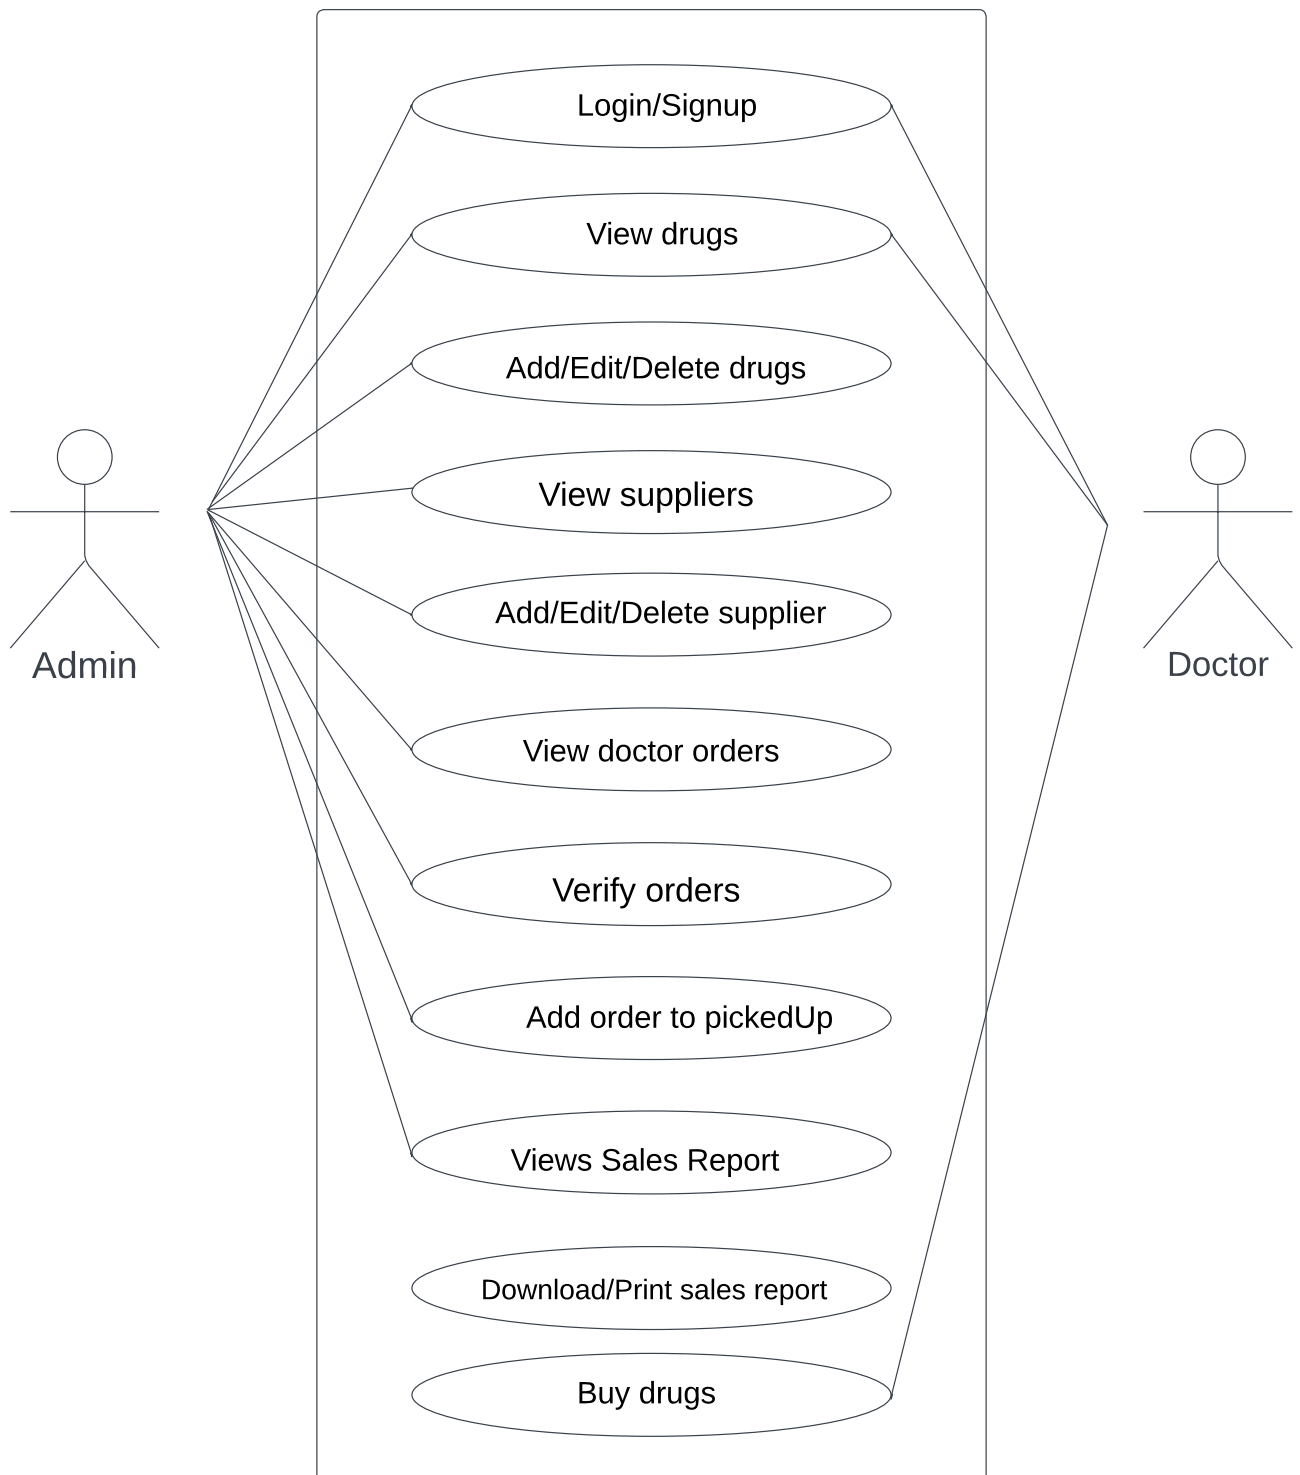 Login/Signup
View drugs
Add/Edit/Delete drugs
View suppliers
Add/Edit/Delete supplier
Admin
Doctor
View doctor orders
Verify orders
Add order to pickedUp
Views Sales Report
Download/Print sales report
Buy drugs